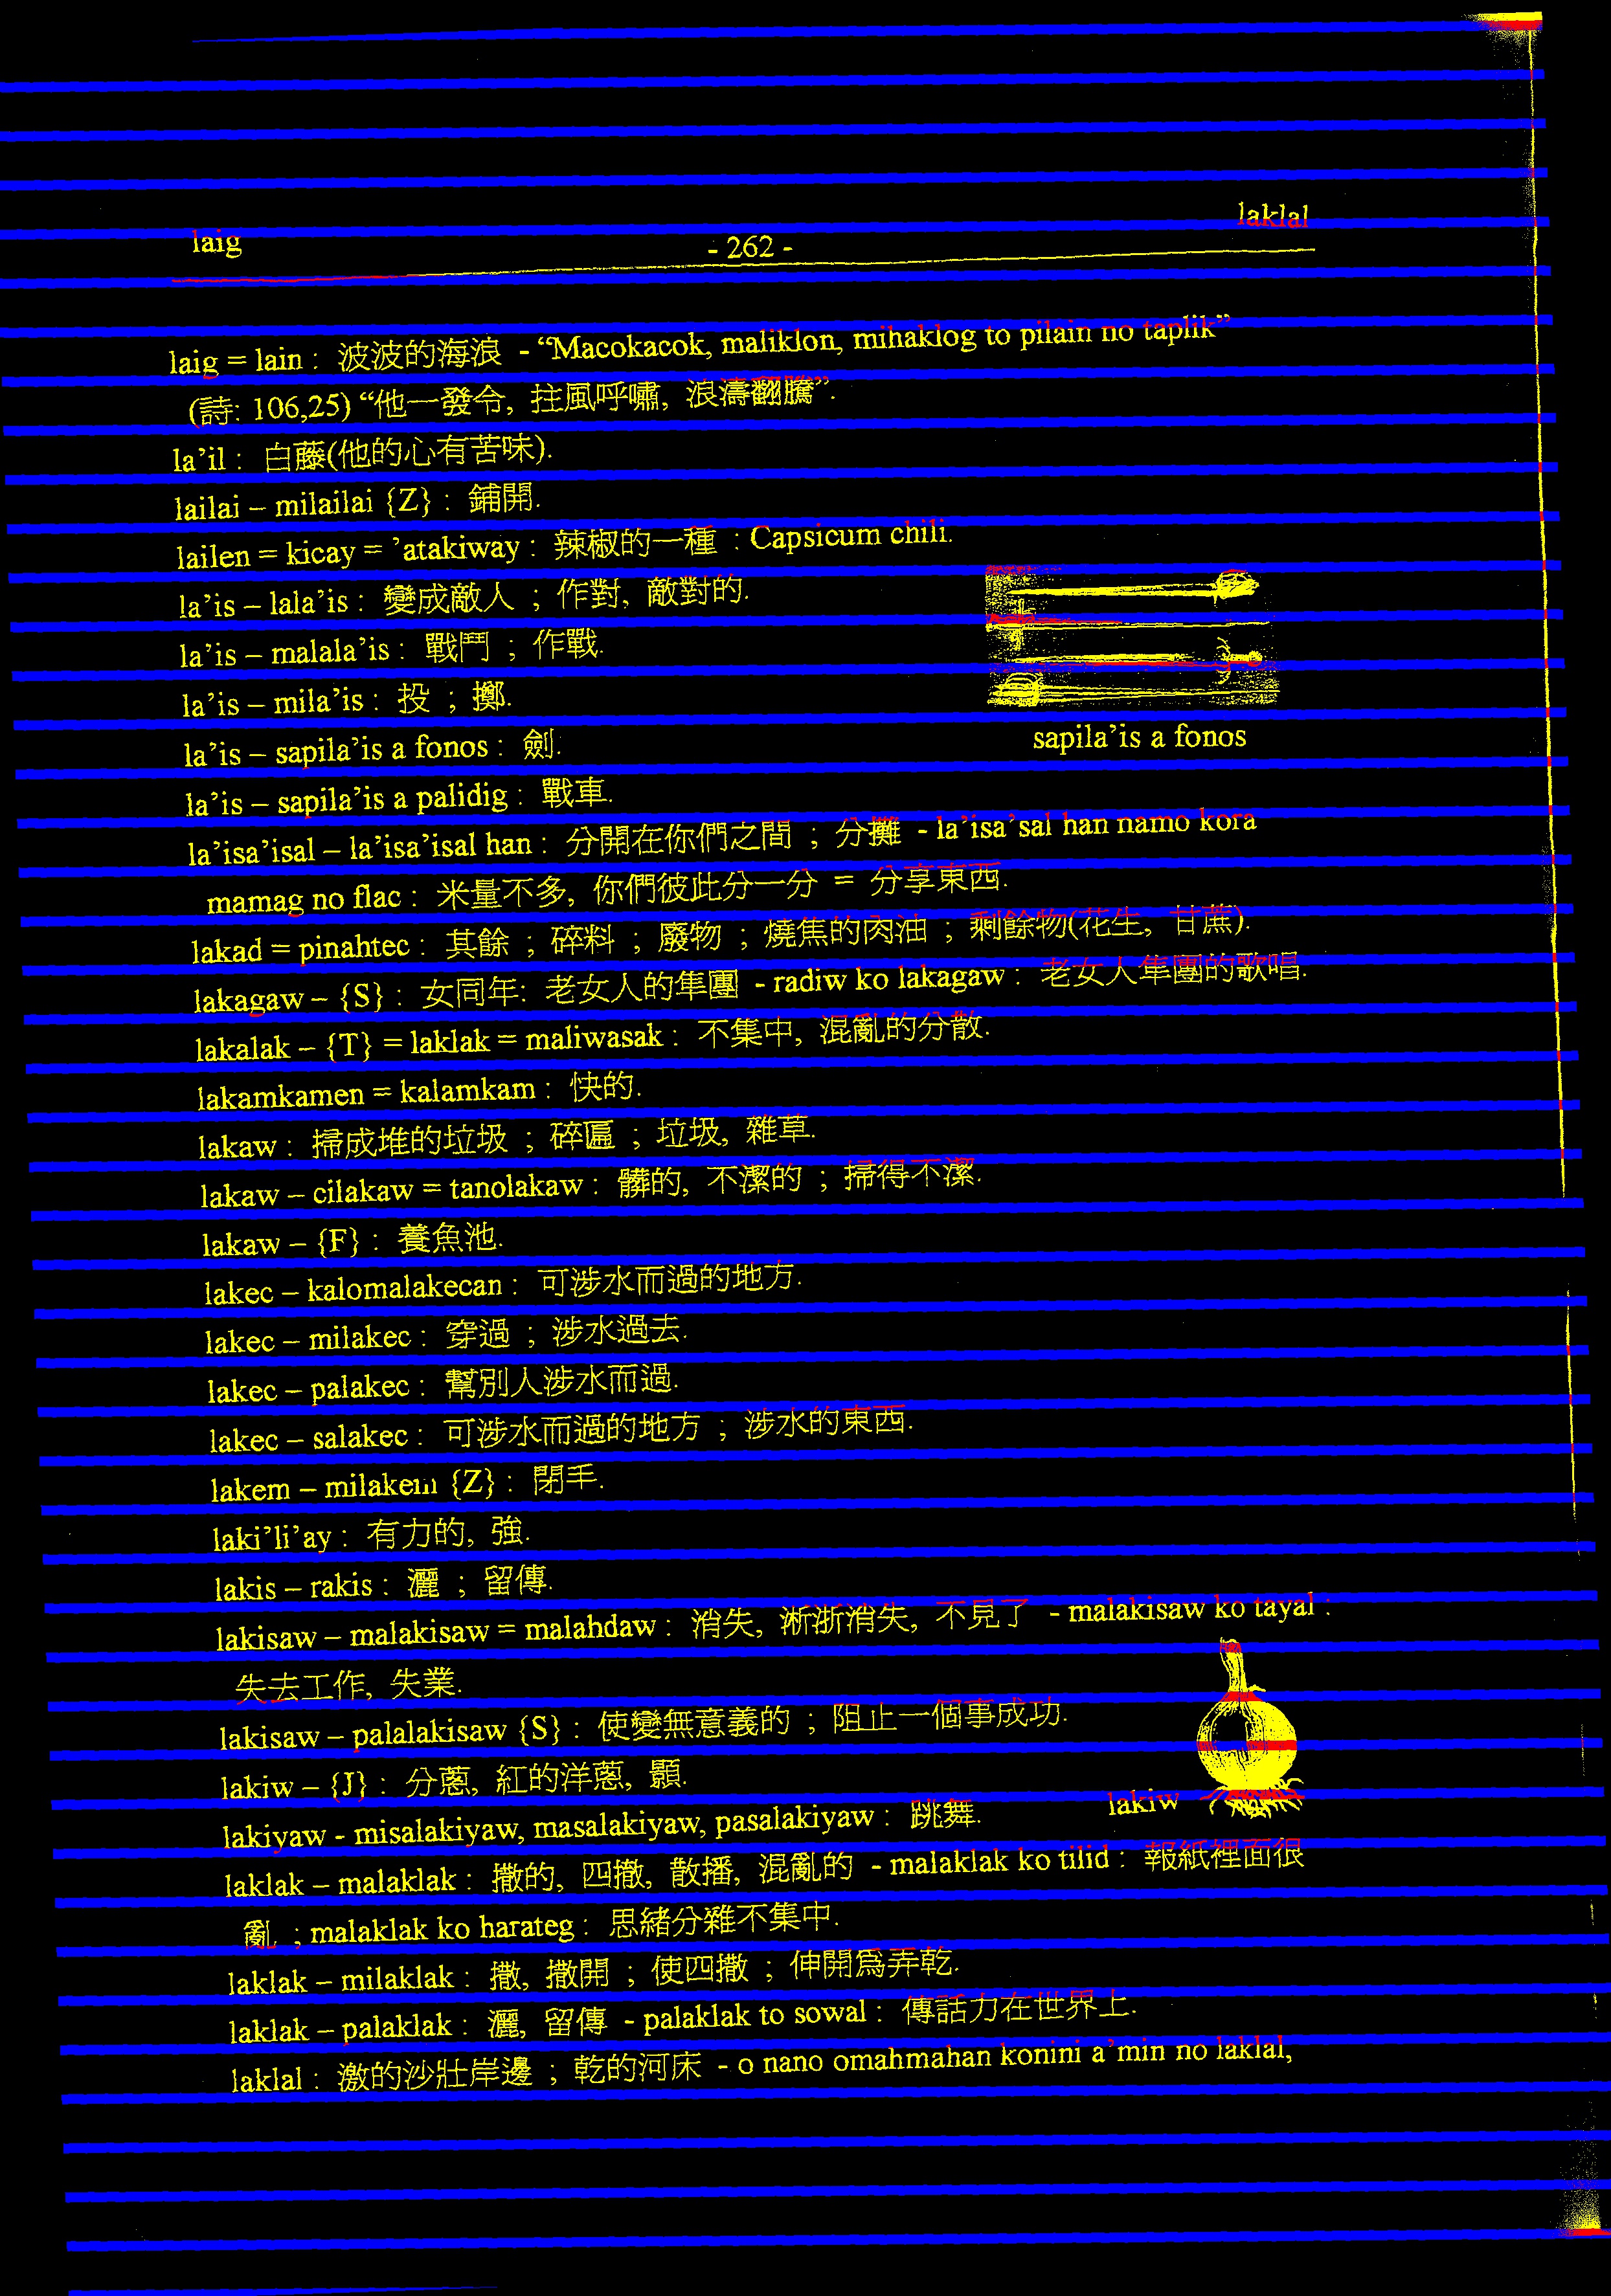 laig - 262 - laklal
laig = lain : 波波的海浪 - “Macokacok, maliklon, mihaklog to pilain no taplik”
(詩: 106,25) “他一發令, 拄風呼嘯, 浪濤翻騰”.
la’il : 白藤(他的心有苦味).
lailai – milailai {Z} : 鋪開.
lailen = kicay = ’atakiway : 辣椒的一種 : Capsicum chili.
la’is – lala’is : 變成敵人 ; 作對, 敵對的.
la’is – malala’is : 戰鬥 ; 作戰.
la’is – mila’is : 投 ; 擲.
la’is – sapila’is a fonos : 劍.
sapila’is a fonos
la’is – sapila’is a palidig : 戰車.
la’isa’isal – la’isa’isal han : 分開在你們之間 ; 分攤 - la’isa’sal han namo kora
mamag no flac : 米量不多, 你們彼此分一分 = 分享東西.
lakad = pinahtec : 其餘 ; 碎料 ; 廢物 ; 燒焦的肉油 ; 剩餘物(花生, 甘蔗).
lakagaw – {S} : 女同年: 老女人的隼團 - radiw ko lakagaw : 老女人隼團的歌唱.
lakalak – {T} = laklak = maliwasak : 不集中, 混亂的分散.
lakamkamen = kalamkam : 快的.
lakaw : 掃成堆的垃圾 ; 碎匾 ; 垃圾, 雜草.
lakaw – cilakaw = tanolakaw : 髒的, 不潔的 ; 掃得不潔.
lakaw – {F} : 養魚池.
lakec – kalomalakecan : 可涉水而過的地方.
lakec – milakec : 穿過 ; 涉水過去.
lakec – palakec : 幫別人涉水而過.
lakec – salakec : 可涉水而過的地方 ; 涉水的東西.
lakem – milakem {Z} : 閉手.
laki’li’ay : 有力的, 強.
lakis – rakis : 灑 ; 留傳.
lakisaw – malakisaw = malahdaw : 消失, 淅浙消失, 不見了 - malakisaw ko tayal :
失去工作, 失業.
lakisaw – palalakisaw {S} : 使變無意義的 ; 阻止一個事成功.
lakiw – {J} : 分蔥, 紅的洋蔥, 顆.
lakiw
lakiyaw - misalakiyaw, masalakiyaw, pasalakiyaw : 跳舞.
laklak – malaklak : 撒的, 四撤, 散播, 混亂的 - malaklak ko tilid : 報紙裡面很
亂 ; malaklak ko harateg : 思緒分雜不集中.
laklak – milaklak : 撒, 撒開 ; 使四撒 ; 伸開為弄乾.
laklak – palaklak : 灑, 留傳 - palaklak to sowal : 傳話力在世界上.
laklal : 激的沙壯岸邊 ; 乾的河床 - o nano omahmahan konini a’min no laklal,